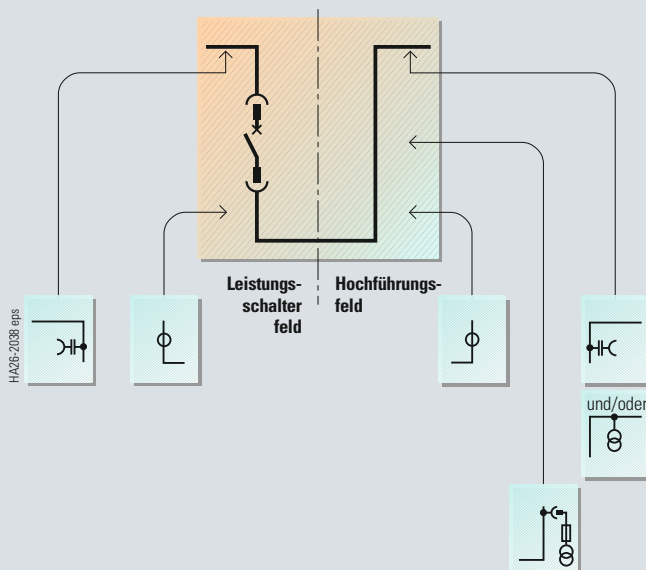 Leistungs-
schalter
feld
Hochführungs-
feld
HA26-2038 eps
und/oder